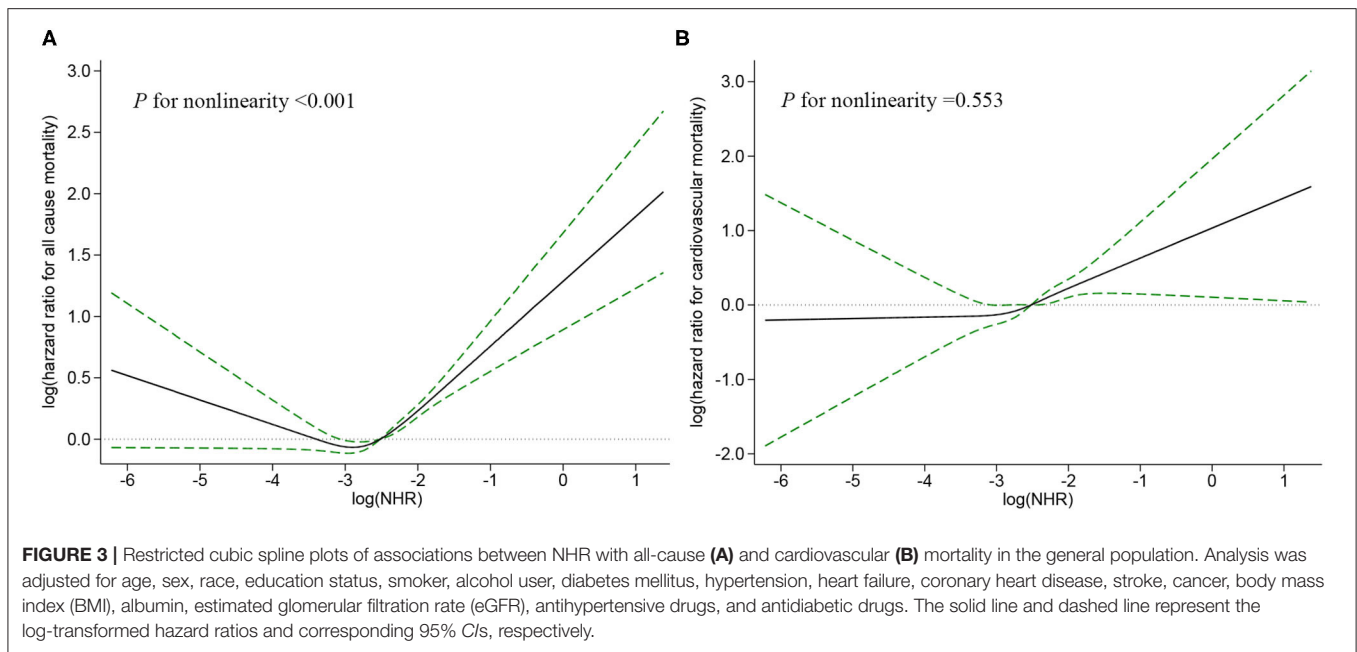 A
B
P for nonlinearity <0.001
log(harzard ratio for all cause mortality)
3.0
2.5
2.0
1.5
1.0
0.5
0.0
-6 -5 -4 -3 -2 -1 0 1
log(NHR)
P for nonlinearity =0.553
log(hazard ratio for cardiovascular mortality)
3.0
2.0
1.0
0.0
-1.0
-2.0
-6 -5 -4 -3 -2 -1 0 1
log(NHR)
FIGURE 3 | Restricted cubic spline plots of associations between NHR with all-cause (A) and cardiovascular (B) mortality in the general population. Analysis was
adjusted for age, sex, race, education status, smoker, alcohol user, diabetes mellitus, hypertension, heart failure, coronary heart disease, stroke, cancer, body mass
index (BMI), albumin, estimated glomerular filtration rate (eGFR), antihypertensive drugs, and antidiabetic drugs. The solid line and dashed line represent the
log-transformed hazard ratios and corresponding 95% CIs, respectively.